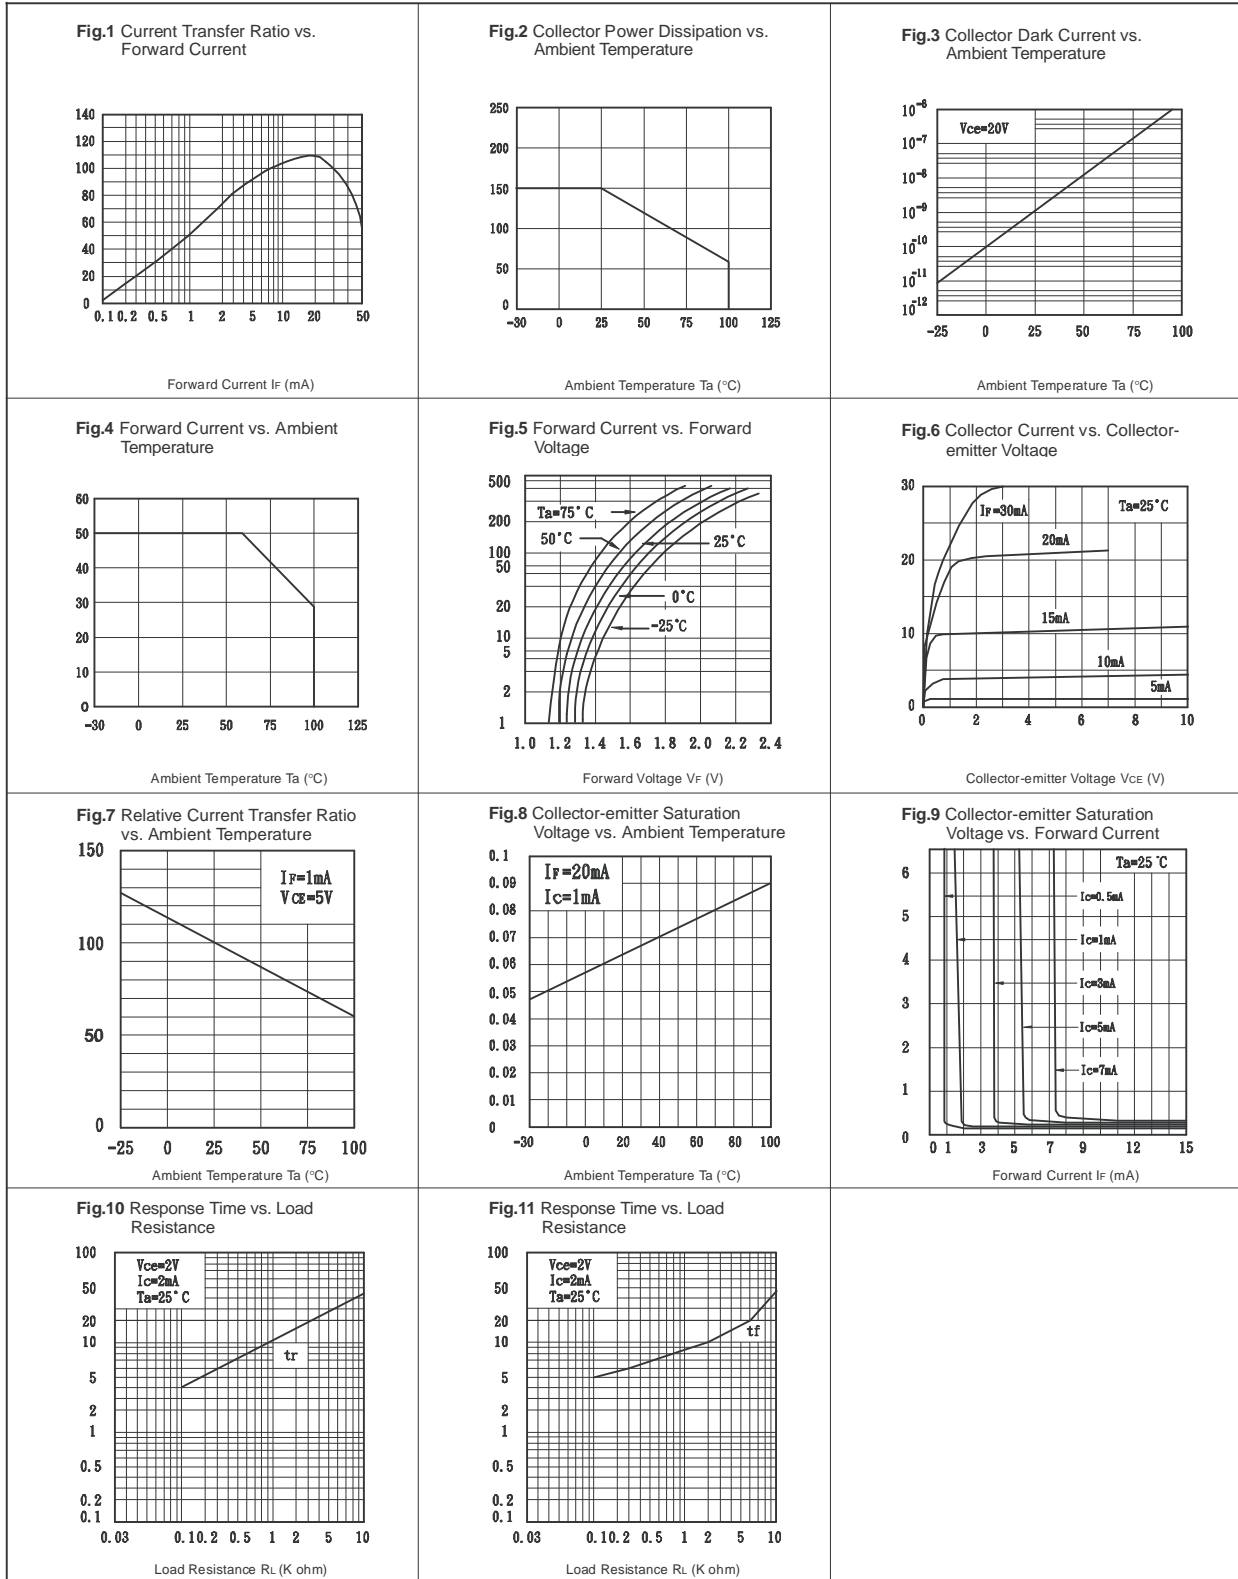 Fig.1 Current Transfer Ratio vs.
Forward Current
140
120
100
80
60
40
20
0
0.1 0.2 0.5 1 2 5 10 20 50
Forward Current IF (mA)
Fig.2 Collector Power Dissipation vs.
Ambient Temperature
250
200
150
100
50
0
-30 0 25 50 75 100 125
Ambient Temperature Ta (°C)
Fig.3 Collector Dark Current vs.
Ambient Temperature
Vce=20V
10-6
10-7
10-8
10-9
10-10
10-11
10-12
-25 0 25 50 75 100
Ambient Temperature Ta (°C)
Fig.4 Forward Current vs. Ambient
Temperature
60
50
40
30
20
10
0
-30 0 25 50 75 100 125
Ambient Temperature Ta (°C)
Fig.5 Forward Current vs. Forward
Voltage
500
200
100
50
20
10
5
2
1
Ta=75°C
50°C
25°C
0°C
-25°C
1.0 1.2 1.4 1.6 1.8 2.0 2.2 2.4
Forward Voltage VF (V)
Fig.6 Collector Current vs. Collector-
emitter Voltage
30
20
10
0
IF=30mA
Ta=25°C
20mA
15mA
10mA
5mA
0 2 4 6 8 10
Collector-emitter Voltage VCE (V)
Fig.7 Relative Current Transfer Ratio
vs. Ambient Temperature
150
100
50
0
IF=1mA
VCE=5V
-25 0 25 50 75 100
Ambient Temperature Ta (°C)
Fig.8 Collector-emitter Saturation
Voltage vs. Ambient Temperature
0.1
0.09
0.08
0.07
0.06
0.05
0.04
0.03
0.02
0.01
0
IF=20mA
Ic=1mA
-30 0 20 40 60 80 100
Ambient Temperature Ta (°C)
Fig.9 Collector-emitter Saturation
Voltage vs. Forward Current
6
5
4
3
2
1
0
Ta=25°C
Ic=0.5mA
Ic=1mA
Ic=3mA
Ic=5mA
Ic=7mA
0 1 3 5 7 9 12 15
Forward Current IF (mA)
Fig.10 Response Time vs. Load
Resistance
100
50
20
10
5
2
1
0.5
0.2
0.1
Vce=2V
Ic=2mA
Ta=25°C
tr
0.03 0.1 0.2 0.5 1 2 5 10
Load Resistance RL (K ohm)
Fig.11 Response Time vs. Load
Resistance
100
50
20
10
5
2
1
0.5
0.2
0.1
Vce=2V
Ic=2mA
Ta=25°C
tf
0.03 0.1 0.2 0.5 1 2 5 10
Load Resistance RL (K ohm)